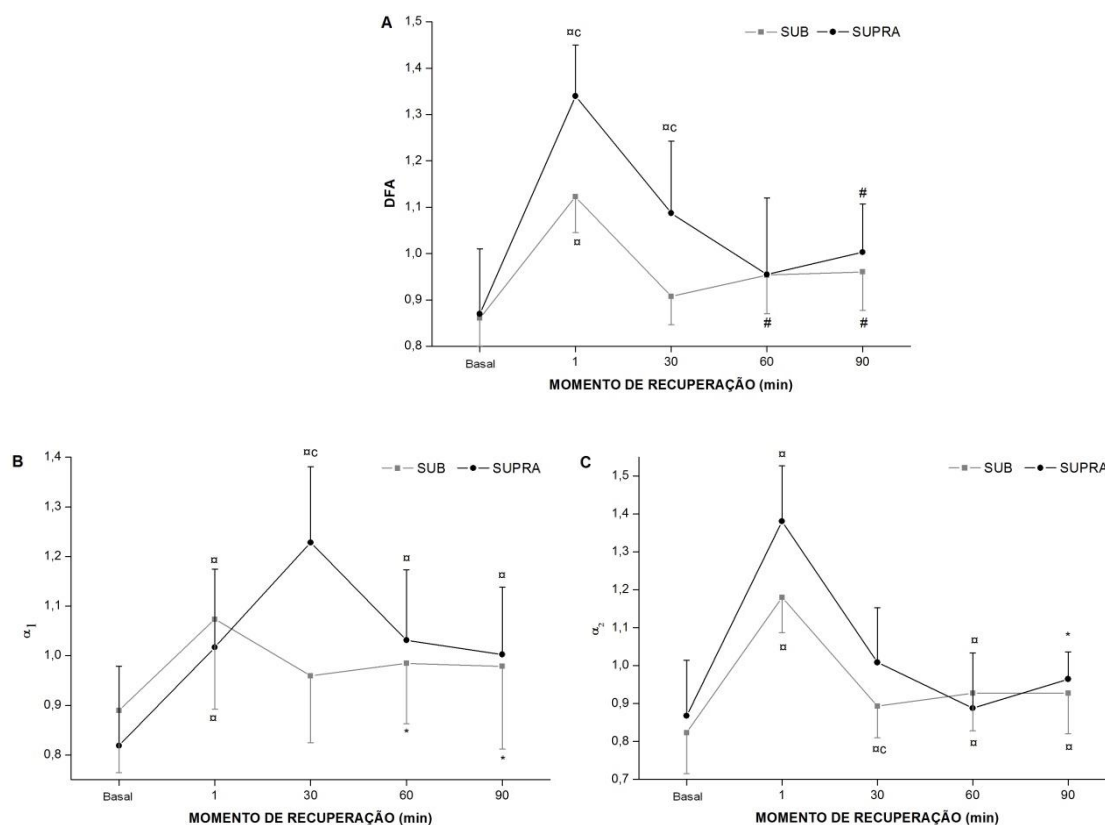 A
SUB SUPRA
DFA
1,5
1,4
1,3
1,2
1,1
1,0
0,9
0,8
¤c
¤
¤c
#
#
#
Basal 1 30 60 90
MOMENTO DE RECUPERAÇÃO (min)
B
SUB SUPRA
α1
1,4
1,3
1,2
1,1
1,0
0,9
0,8
¤
¤
¤c
¤
*
¤
*
Basal 1 30 60 90
MOMENTO DE RECUPERAÇÃO (min)
C
SUB SUPRA
α2
1,5
1,4
1,3
1,2
1,1
1,0
0,9
0,8
0,7
¤
¤
¤c
¤
¤
*
¤
Basal 1 30 60 90
MOMENTO DE RECUPERAÇÃO (min)